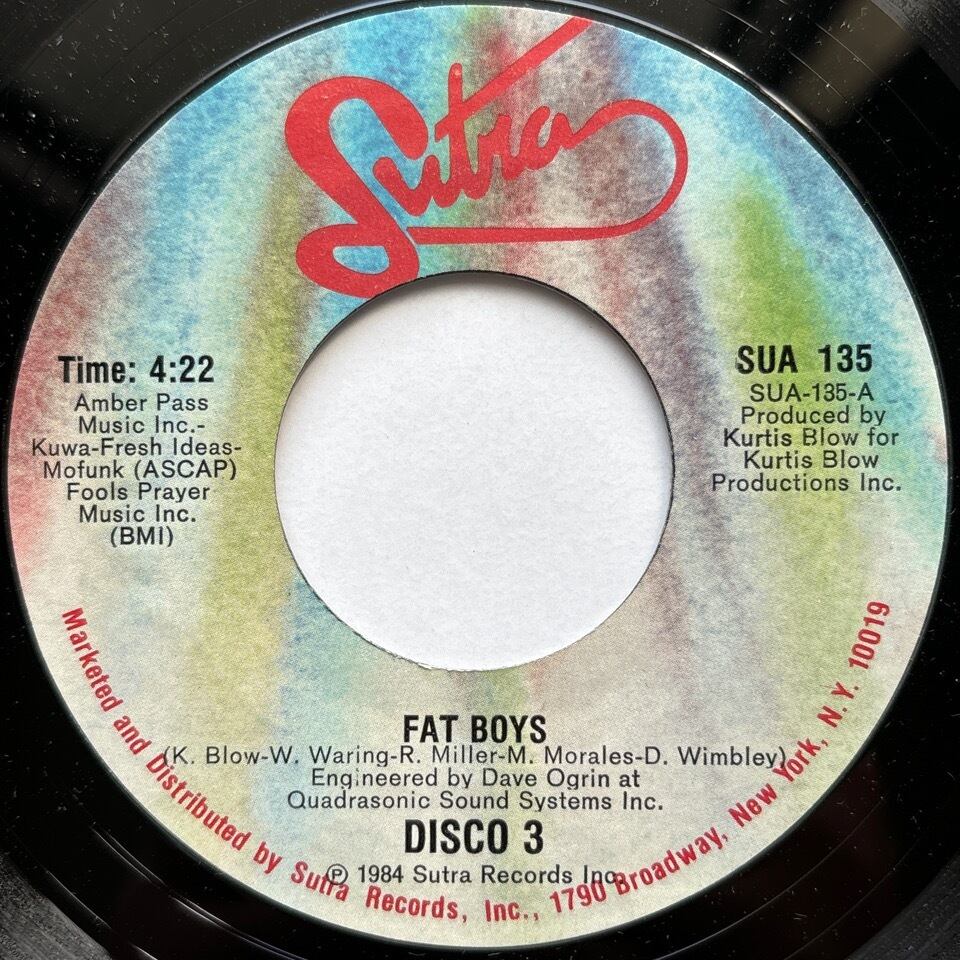 Sutra
Time: 4:22
Amber Pass
Music Inc.-
Kuwa-Fresh Ideas-
Mofunk (ASCAP)
Fools Prayer
Music Inc.
(BMI)
SUA 135
SUA-135-A
Produced by
Kurtis Blow for
Kurtis Blow
Productions Inc.
FAT BOYS
(K. Blow-W. Waring-R. Miller-M. Morales-D. Wimbley)
Engineered by Dave Ogrin at
Quadrasonic Sound Systems Inc.
DISCO 3
℗ 1984 Sutra Records Inc.
Marketed and Distributed by Sutra Records, Inc., 1790 Broadway, New York, N.Y. 10019